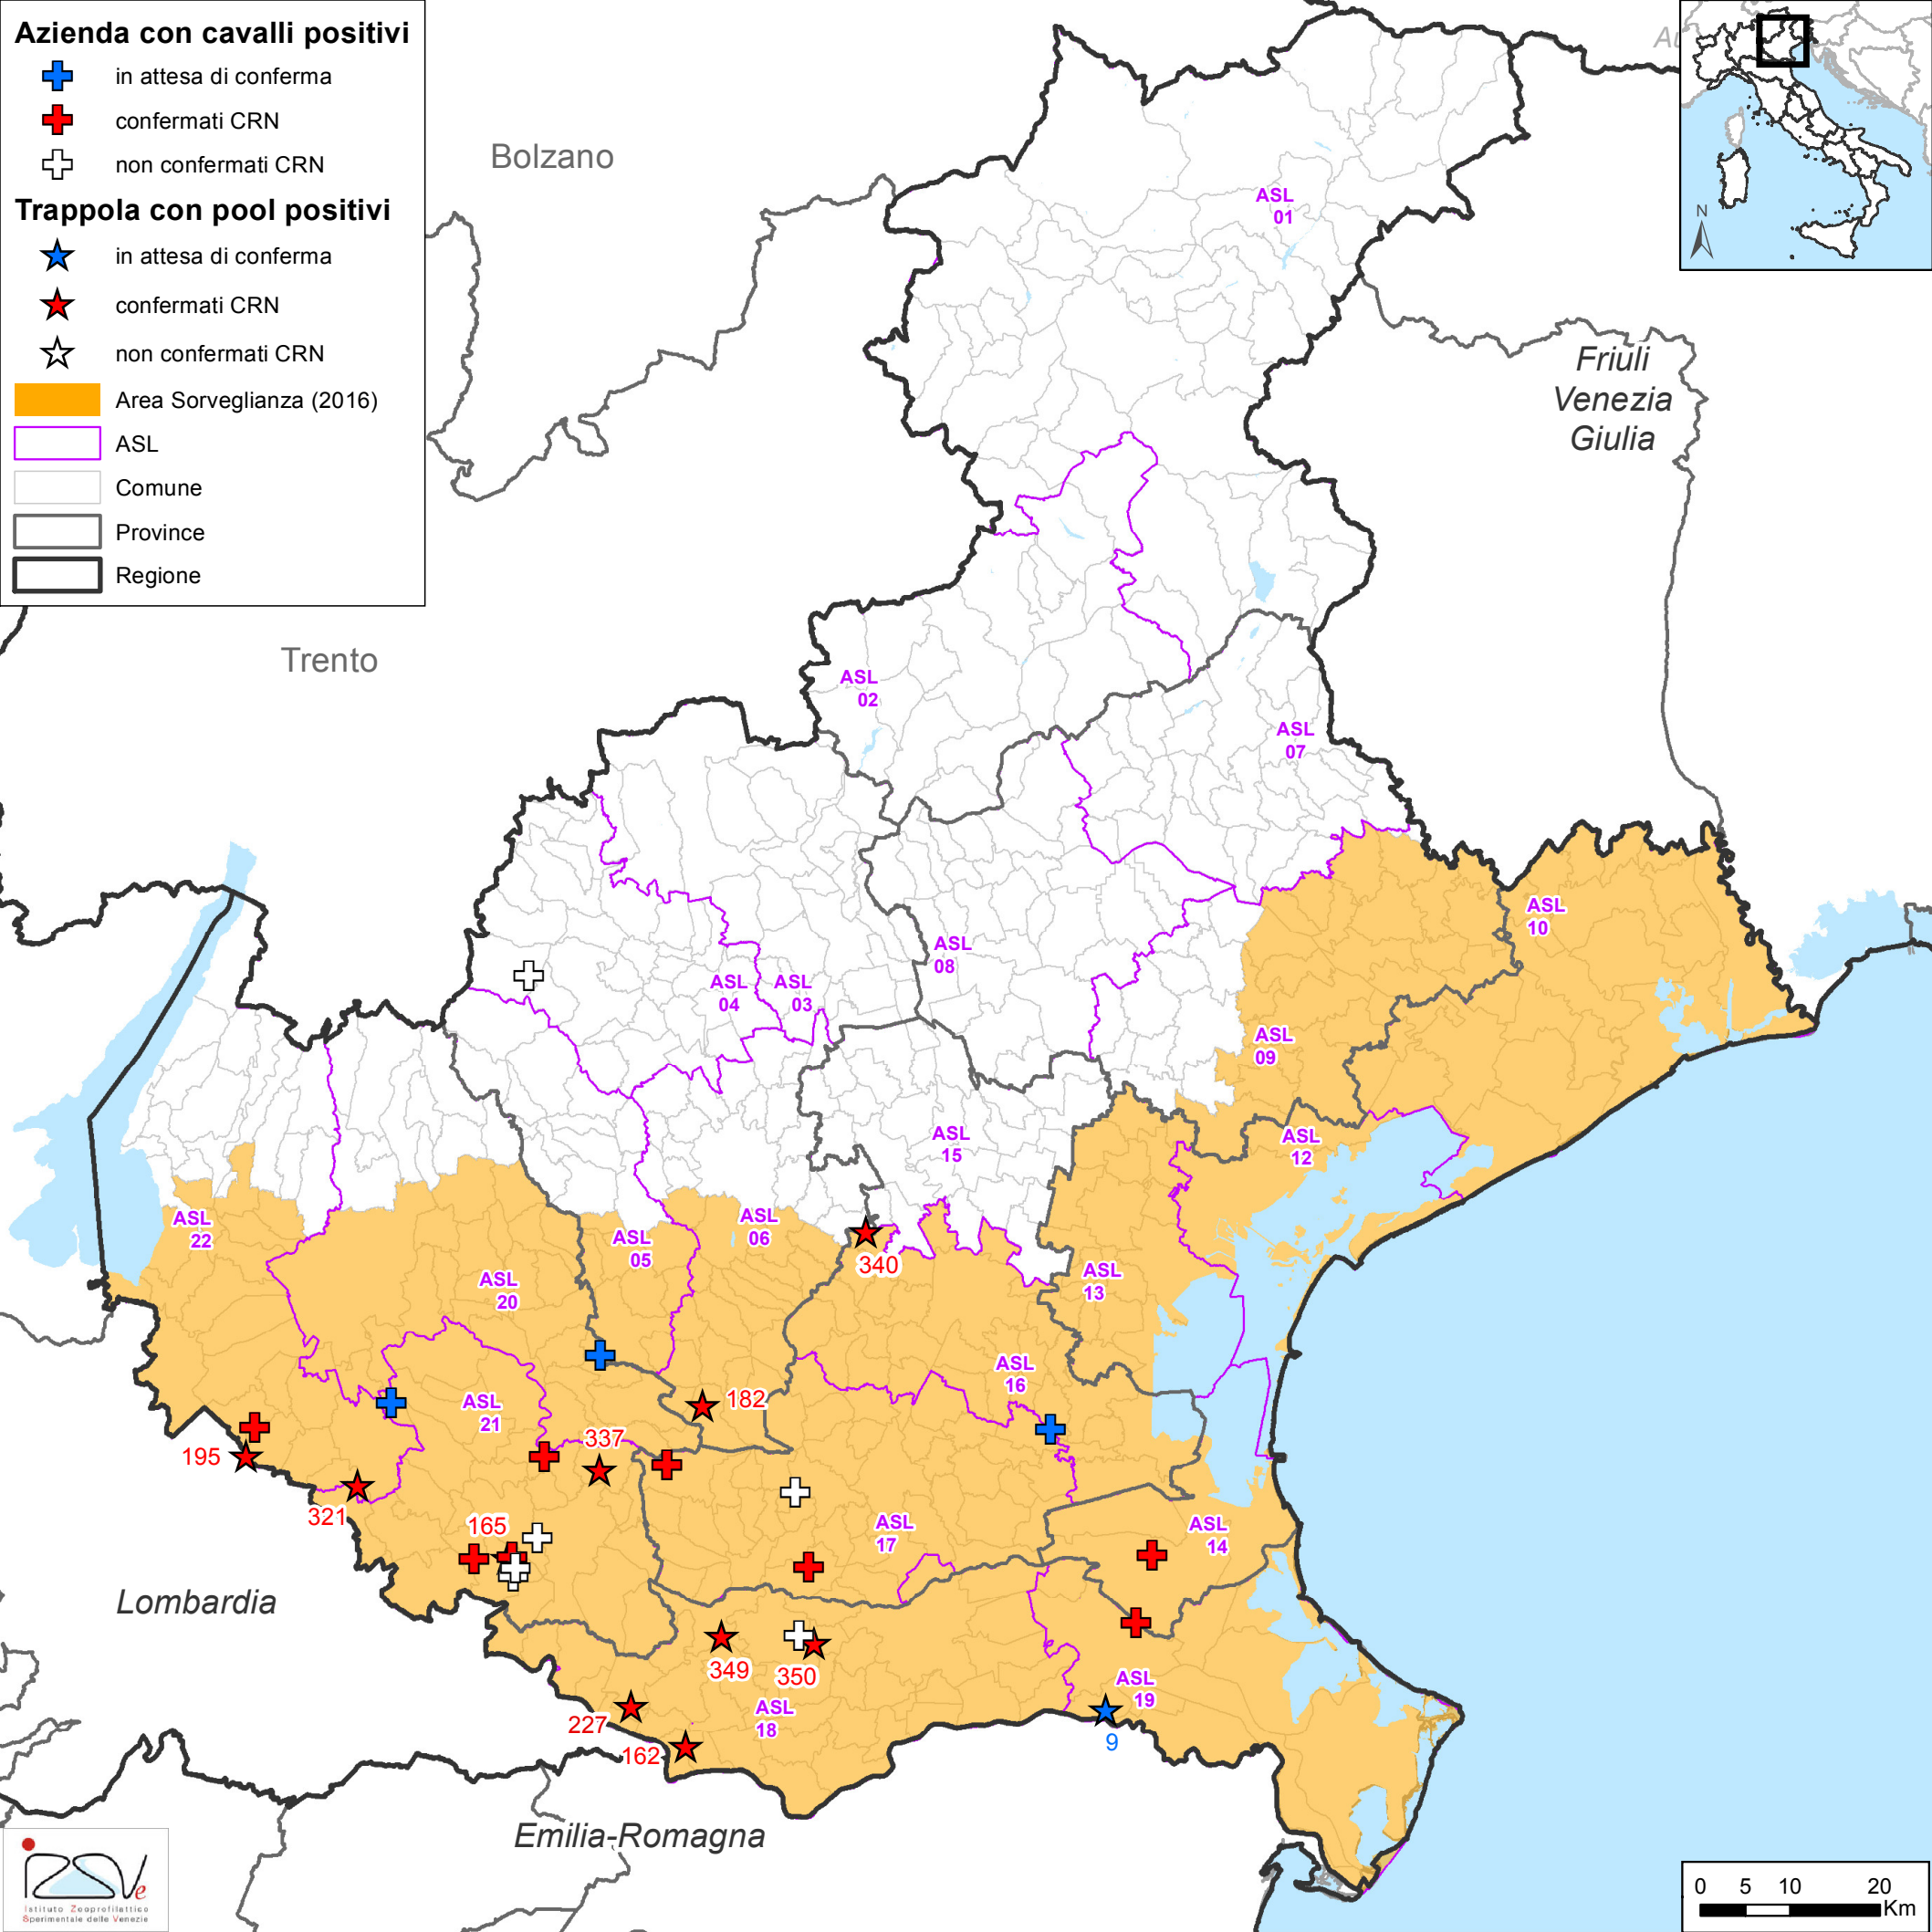 Azienda con cavalli positivi
in attesa di conferma
confermati CRN
non confermati CRN
Trappola con pool positivi
in attesa di conferma
confermati CRN
non confermati CRN
Area Sorveglianza (2016)
ASL
Comune
Province
Regione
N
Bolzano
ASL
01
Friuli
Venezia
Giulia
Trento
ASL
02
ASL
07
ASL
10
ASL
08
ASL
04
ASL
03
ASL
09
ASL
15
ASL
12
ASL
22
ASL
06
ASL
05
340
ASL
20
ASL
13
ASL
16
182
ASL
21
337
195
321
165
ASL
17
ASL
14
Lombardia
349
350
ASL
18
ASL
19
227
162
9
Emilia-Romagna
IZSVe
Istituto Zooprofilattico
Sperimentale delle Venezie
0 5 10 20
Km